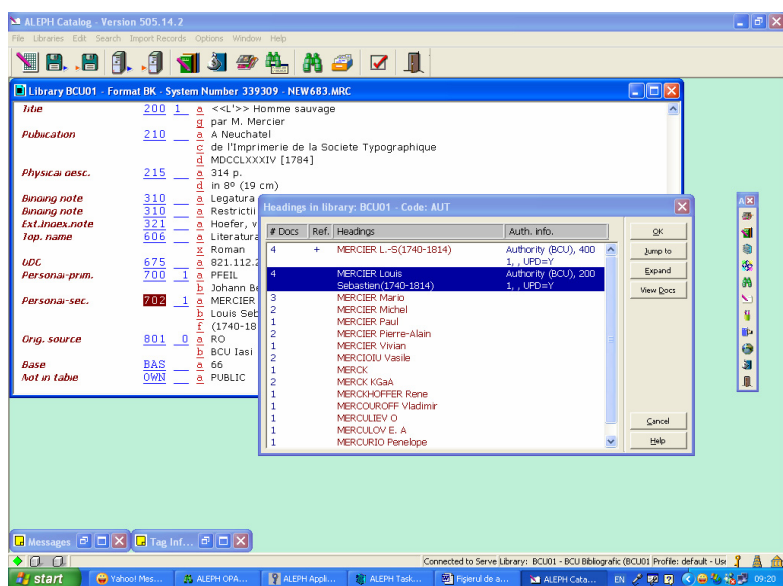 ALEPH Catalog - Version 505.14.2
File Libraries Edit Search Import Records Options Window Help
Library BCU01 - Format BK - System Number 339309 - NEW683.MRC
Title 200 1 a <<L'>> Homme sauvage
g par M. Mercier
Publication 210 a A Neuchatel
c de l'Imprimerie de la Societe Typographique
d MDCCLXXXIV [1784]
Physical desc. 215 a 314 p.
d in 8º (19 cm)
Binding note 310 a Legatura
Binding note 310 a Restrictii
Ext.Index.note 321 a Hoefer, v
Top. name 606 a Literatura
x Roman
UDC 675 a 821.112.2
Personal-prim. 700 1 a PFEIL
b Johann Be
Personal-sec. 702 1 a MERCIER
b Louis Seb
f (1740-18
Orig. source 801 0 a RO
b BCU Iasi
Base BAS a 66
Not in table OWN a PUBLIC
Headings in library: BCU01 - Code: AUT
# Docs Ref. Headings Auth. info.
4 + MERCIER L.-S(1740-1814) Authority (BCU), 400
1, , UPD=Y
4 MERCIER Louis Authority (BCU), 200
Sebastien(1740-1814) 1, , UPD=Y
3 MERCIER Mario
2 MERCIER Michel
1 MERCIER Paul
2 MERCIER Pierre-Alain
1 MERCIER Vivian
2 MERCIOIU Vasile
1 MERCK
2 MERCK KGaA
1 MERCKHOFFER Rene
1 MERCOUROFF Vladimir
1 MERCULIEV O
1 MERCULOV E. A
1 MERCURIO Penelope
OK
Jump to
Expand
View Docs
Cancel
Help
A
Messages
Tag Inf...
Connected to Serve Library: BCU01 - BCU Bibliografic (BCU01 Profile: default - Use
start Yahoo! Mes... ALEPH OPA... ALEPH Appli... ALEPH Task... Fişierul de a... ALEPH Cata... EN 09:20